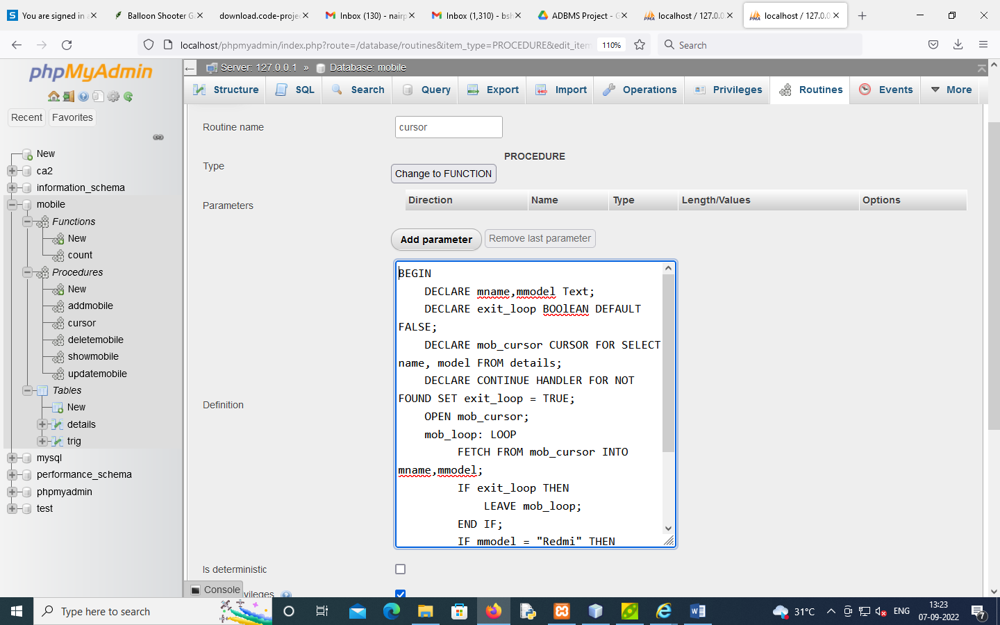 You are signed in a
Balloon Shooter Ga
download.code-projec
Inbox (130) - nairp
Inbox (1,310) - bsh
ADBMS Project - G
localhost / 127.0.0
localhost / 127.0.0
localhost/phpmyadmin/index.php?route=/database/routines&item_type=PROCEDURE&edit_item
110%
Search
phpMyAdmin
Recent
Favorites
New
ca2
information_schema
mobile
Functions
New
count
Procedures
New
addmobile
cursor
deletemobile
showmobile
updatemobile
Tables
New
details
trig
mysql
performance_schema
phpmyadmin
test
Server: 127.0.0.1 » Database: mobile
Structure
SQL
Search
Query
Export
Import
Operations
Privileges
Routines
Events
More
Routine name
cursor
Type
PROCEDURE
Change to FUNCTION
Parameters
Direction Name Type Length/Values Options
Add parameter
Remove last parameter
Definition
BEGIN
DECLARE mname,mmodel Text;
DECLARE exit_loop BOOlEAN DEFAULT
FALSE;
DECLARE mob_cursor CURSOR FOR SELECT
name, model FROM details;
DECLARE CONTINUE HANDLER FOR NOT
FOUND SET exit_loop = TRUE;
OPEN mob_cursor;
mob_loop: LOOP
FETCH FROM mob_cursor INTO
mname,mmodel;
IF exit_loop THEN
LEAVE mob_loop;
END IF;
IF mmodel = "Redmi" THEN
Is deterministic
Console
vileges
Type here to search
31°C
ENG
13:23
07-09-2022
7